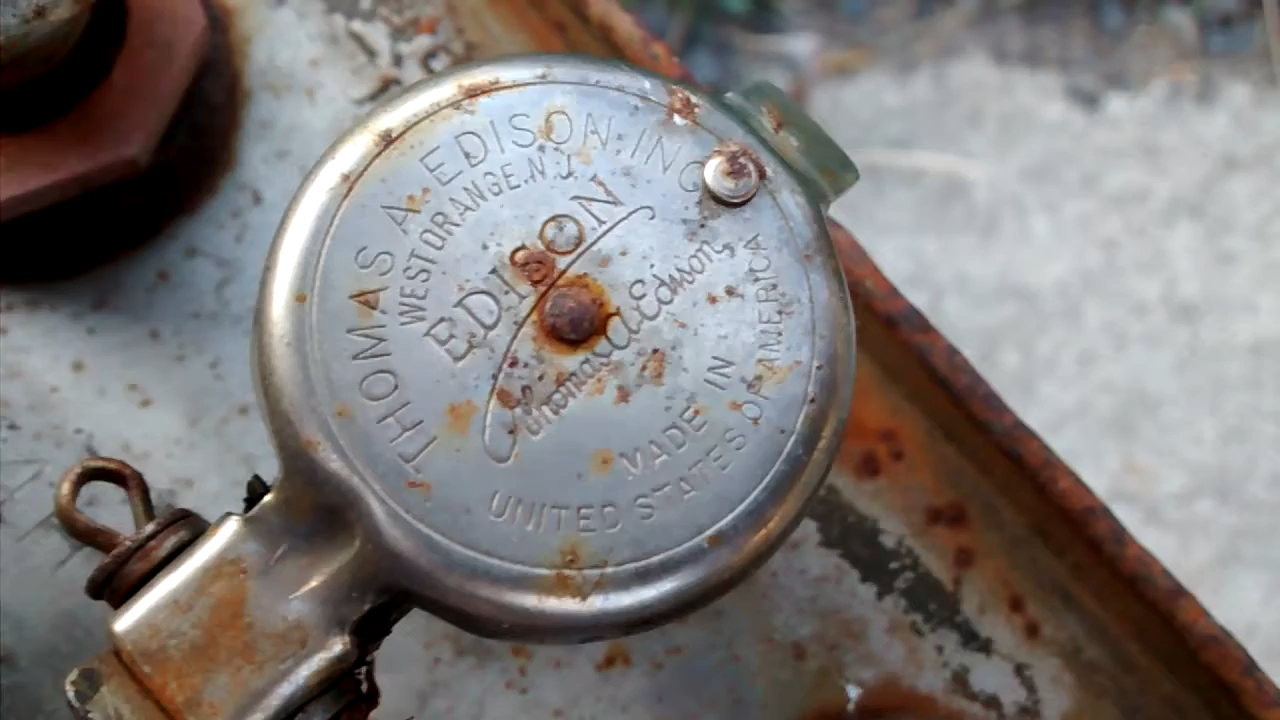 THOMAS A. EDISON, INC.
WEST ORANGE, N.J.
EDISON
Thomas A Edison
MADE IN
UNITED STATES OF AMERICA